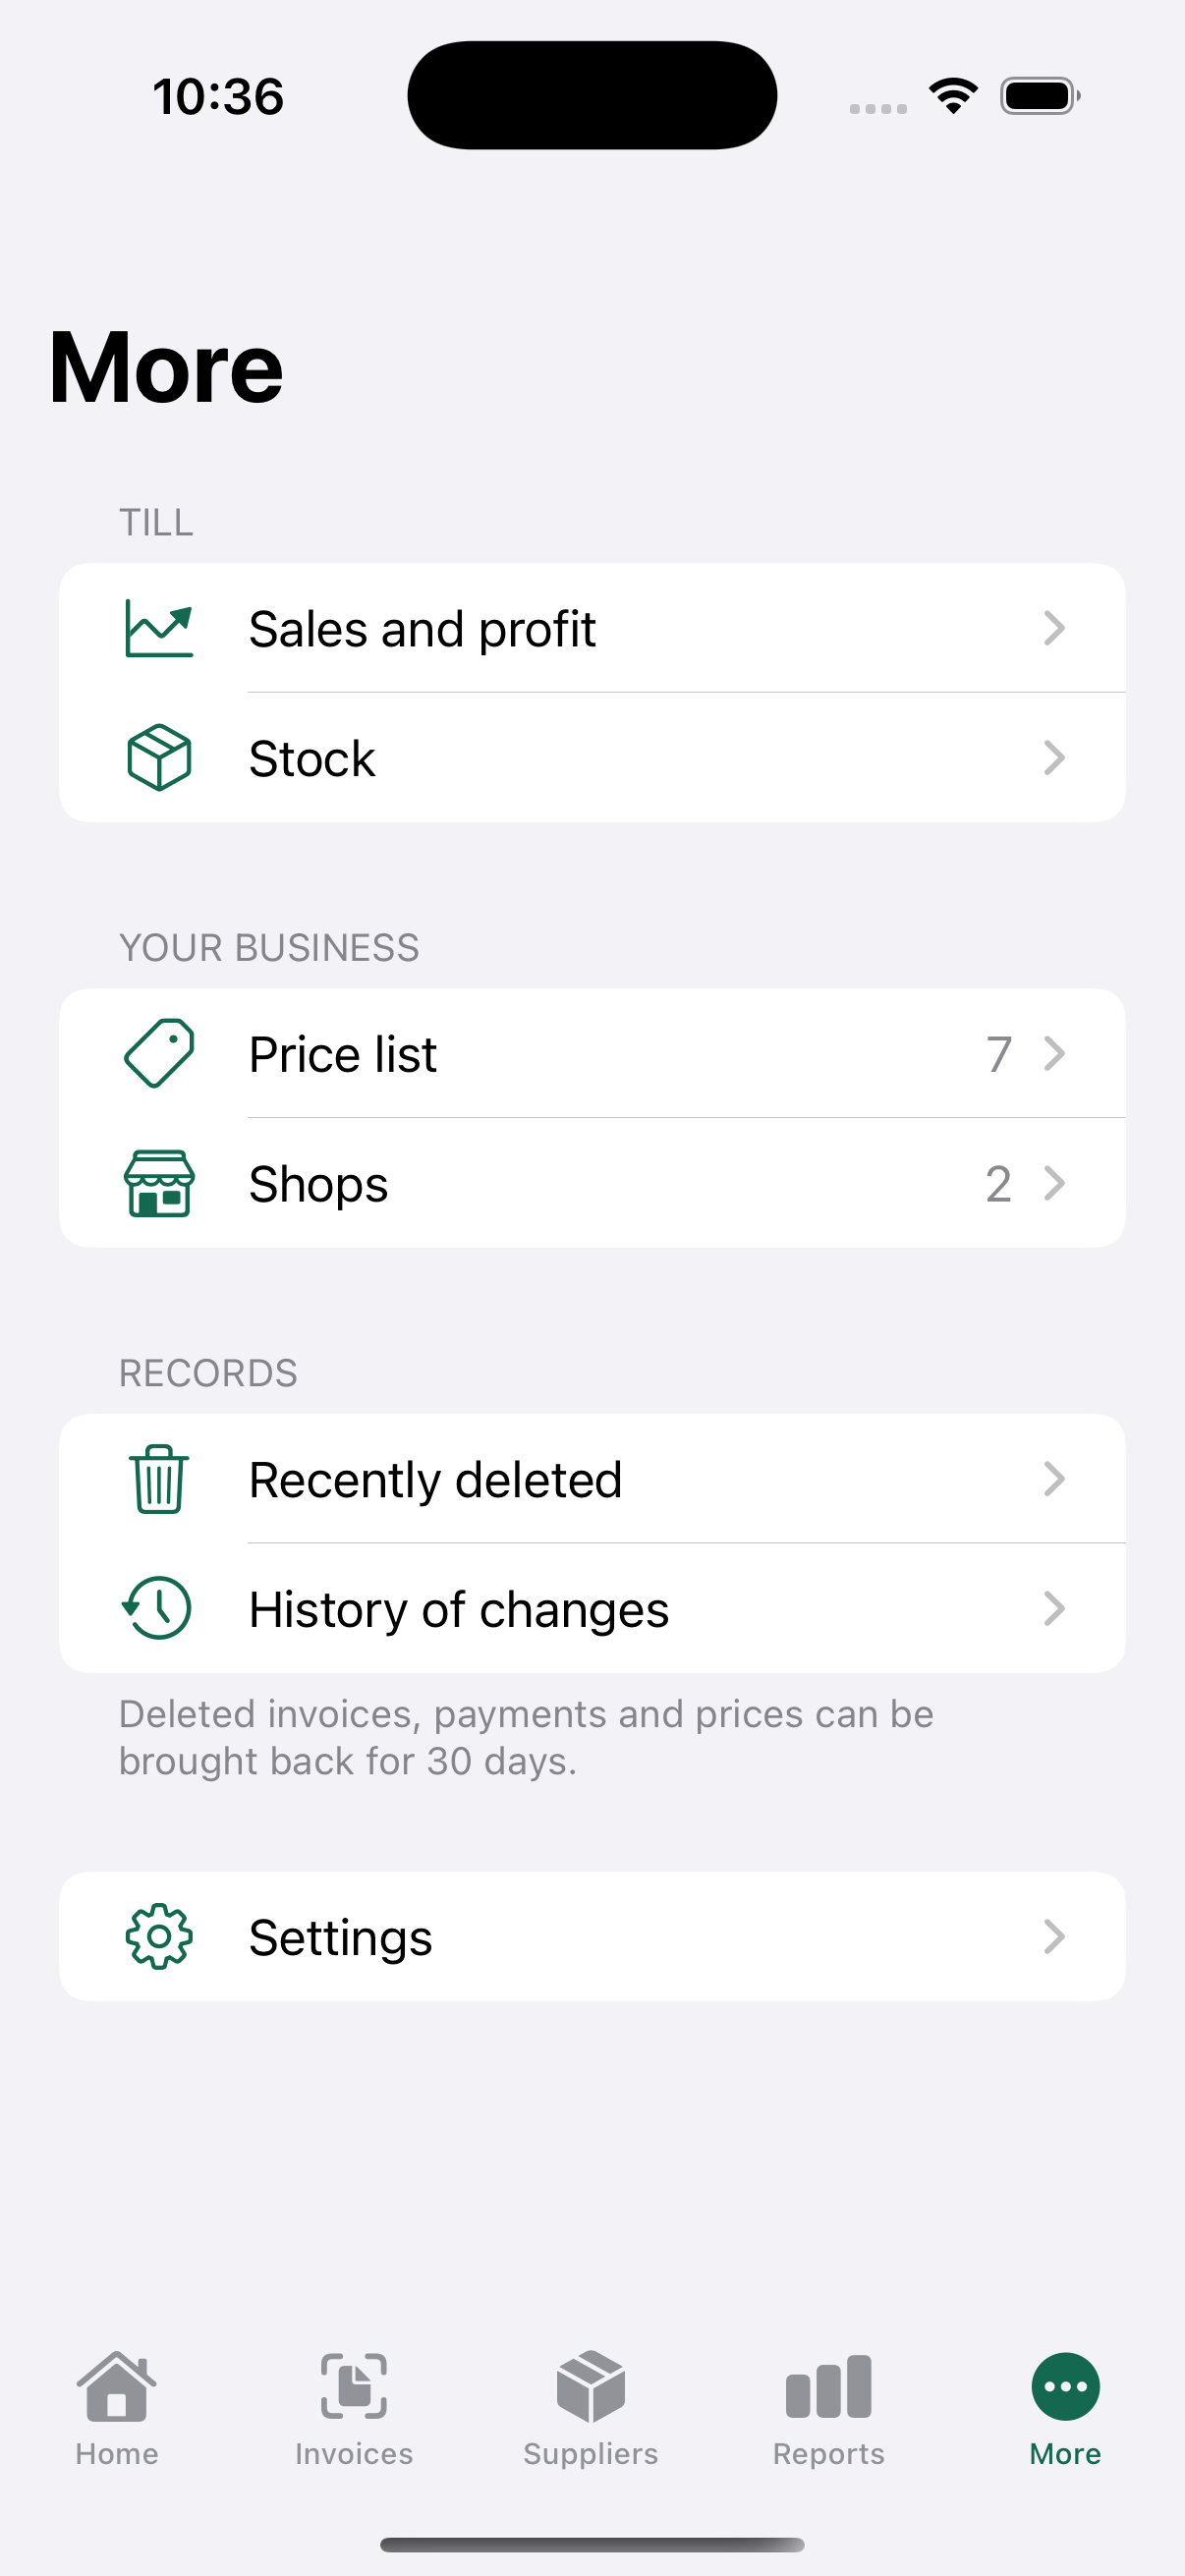 10:36
More
TILL
Sales and profit
Stock
YOUR BUSINESS
Price list 7
Shops 2
RECORDS
Recently deleted
History of changes
Deleted invoices, payments and prices can be
brought back for 30 days.
Settings
Home Invoices Suppliers Reports More